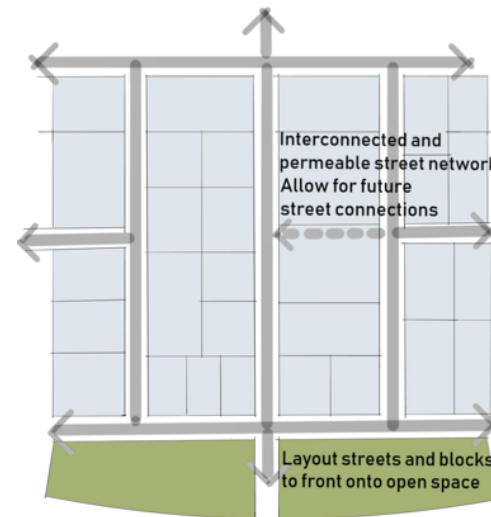 Interconnected and
permeable street network
Allow for future
street connections
Layout streets and blocks
to front onto open space